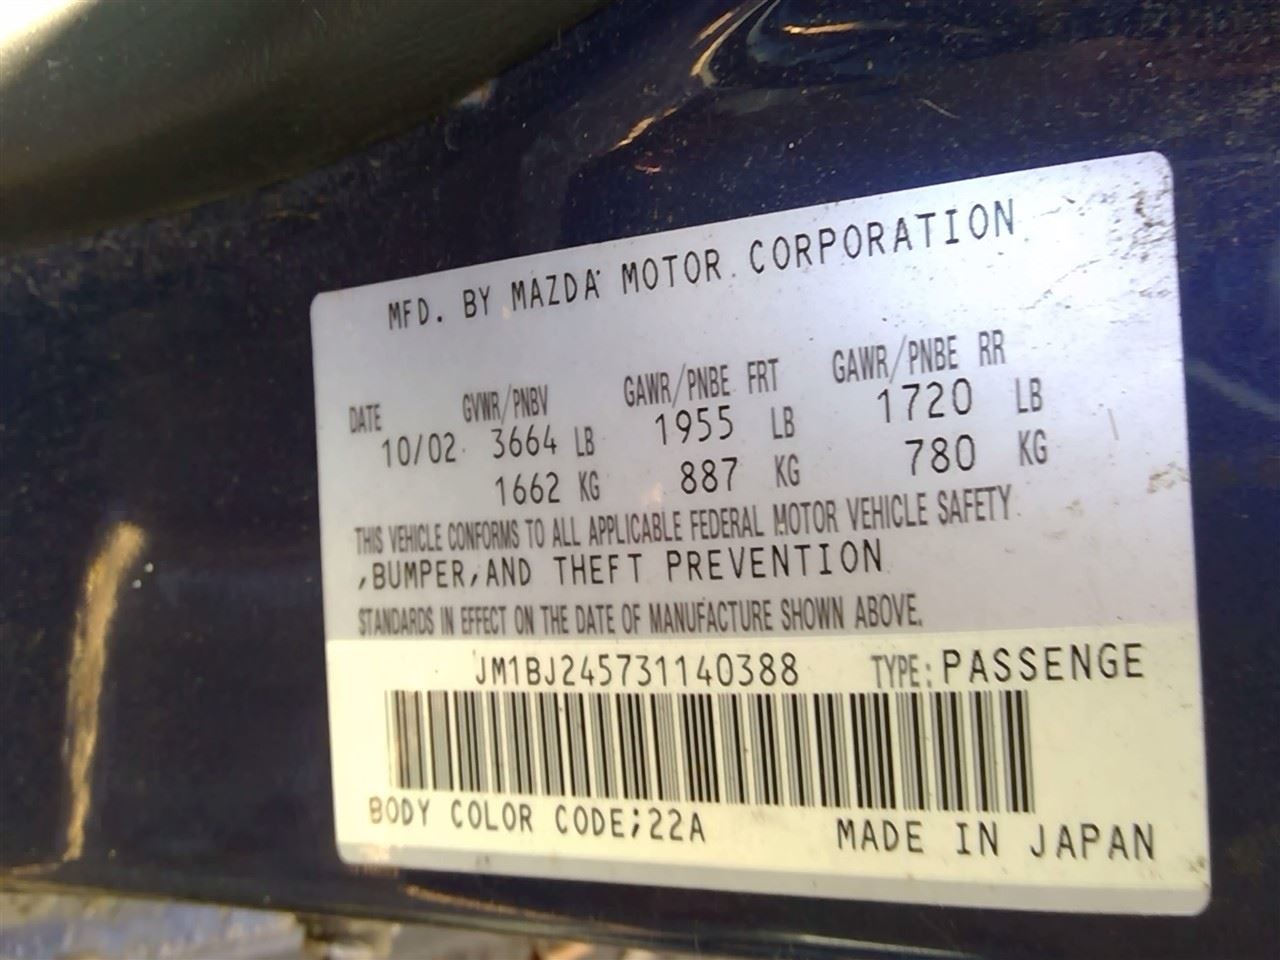 MFD. BY MAZDA MOTOR CORPORATION
DATE GVWR/PNBV GAWR/PNBE FRT GAWR/PNBE RR
10/02 3664 LB 1955 LB 1720 LB
1662 KG 887 KG 780 KG
THIS VEHICLE CONFORMS TO ALL APPLICABLE FEDERAL MOTOR VEHICLE SAFETY
,BUMPER,AND THEFT PREVENTION
STANDARDS IN EFFECT ON THE DATE OF MANUFACTURE SHOWN ABOVE.
JM1BJ245731140388 TYPE: PASSENGE
BODY COLOR CODE;22A MADE IN JAPAN